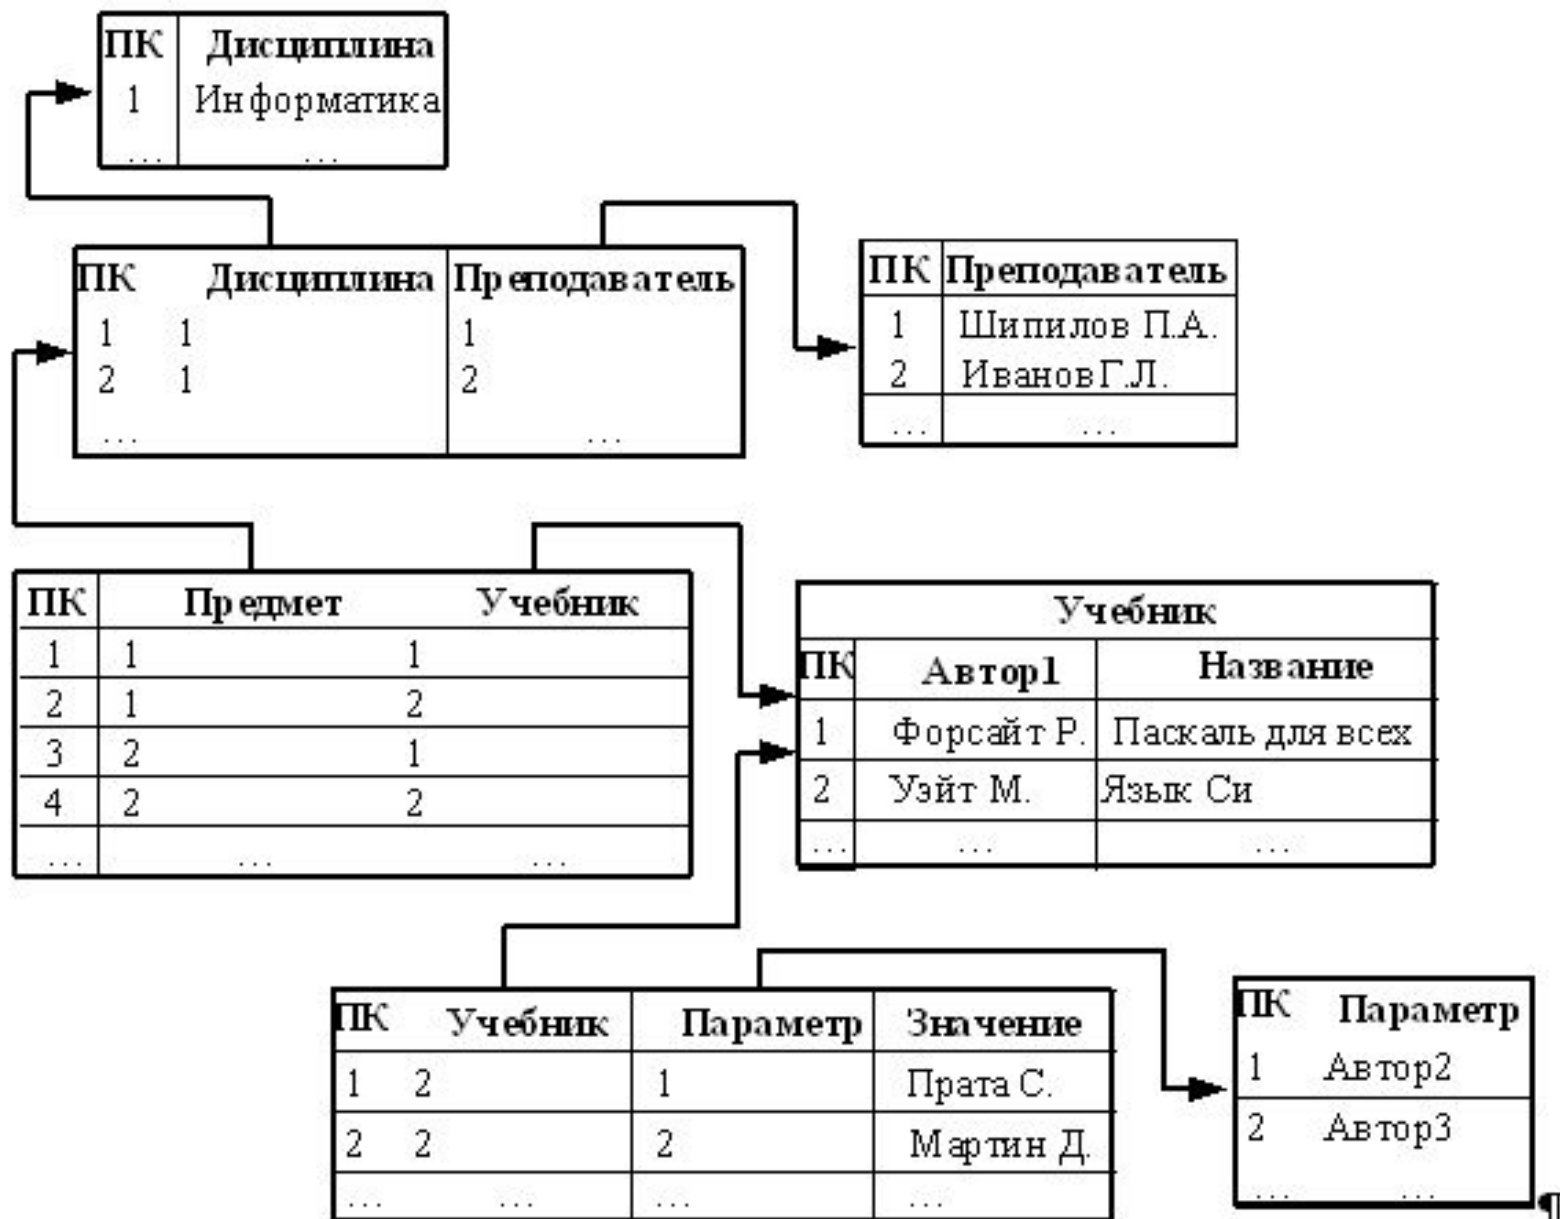 ПК Дисциплина
1 Информатика
... ...
ПК Дисциплина Преподаватель
1 1 1
2 1 2
... ...
ПК Преподаватель
1 Шипилов П.А.
2 Иванов Г.Л.
... ...
ПК Предмет Учебник
1 1 1
2 1 2
3 2 1
4 2 2
... ... ...
Учебник
ПК Автор1 Название
1 Форсайт Р. Паскаль для всех
2 Уэйт М. Язык Си
... ... ...
ПК Учебник Параметр Значение
1 2 1 Прата С.
2 2 2 Мартин Д.
... ... ... ...
ПК Параметр
1 Автор2
2 Автор3
... ...
¶